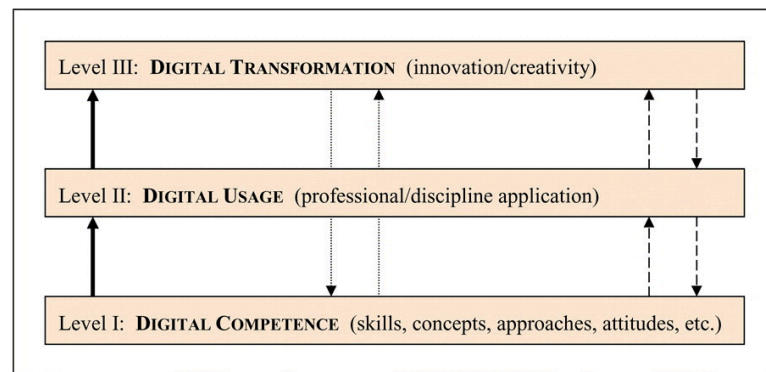 Level III: DIGITAL TRANSFORMATION (innovation/creativity)
Level II: DIGITAL USAGE (professional/discipline application)
Level I: DIGITAL COMPETENCE (skills, concepts, approaches, attitudes, etc.)